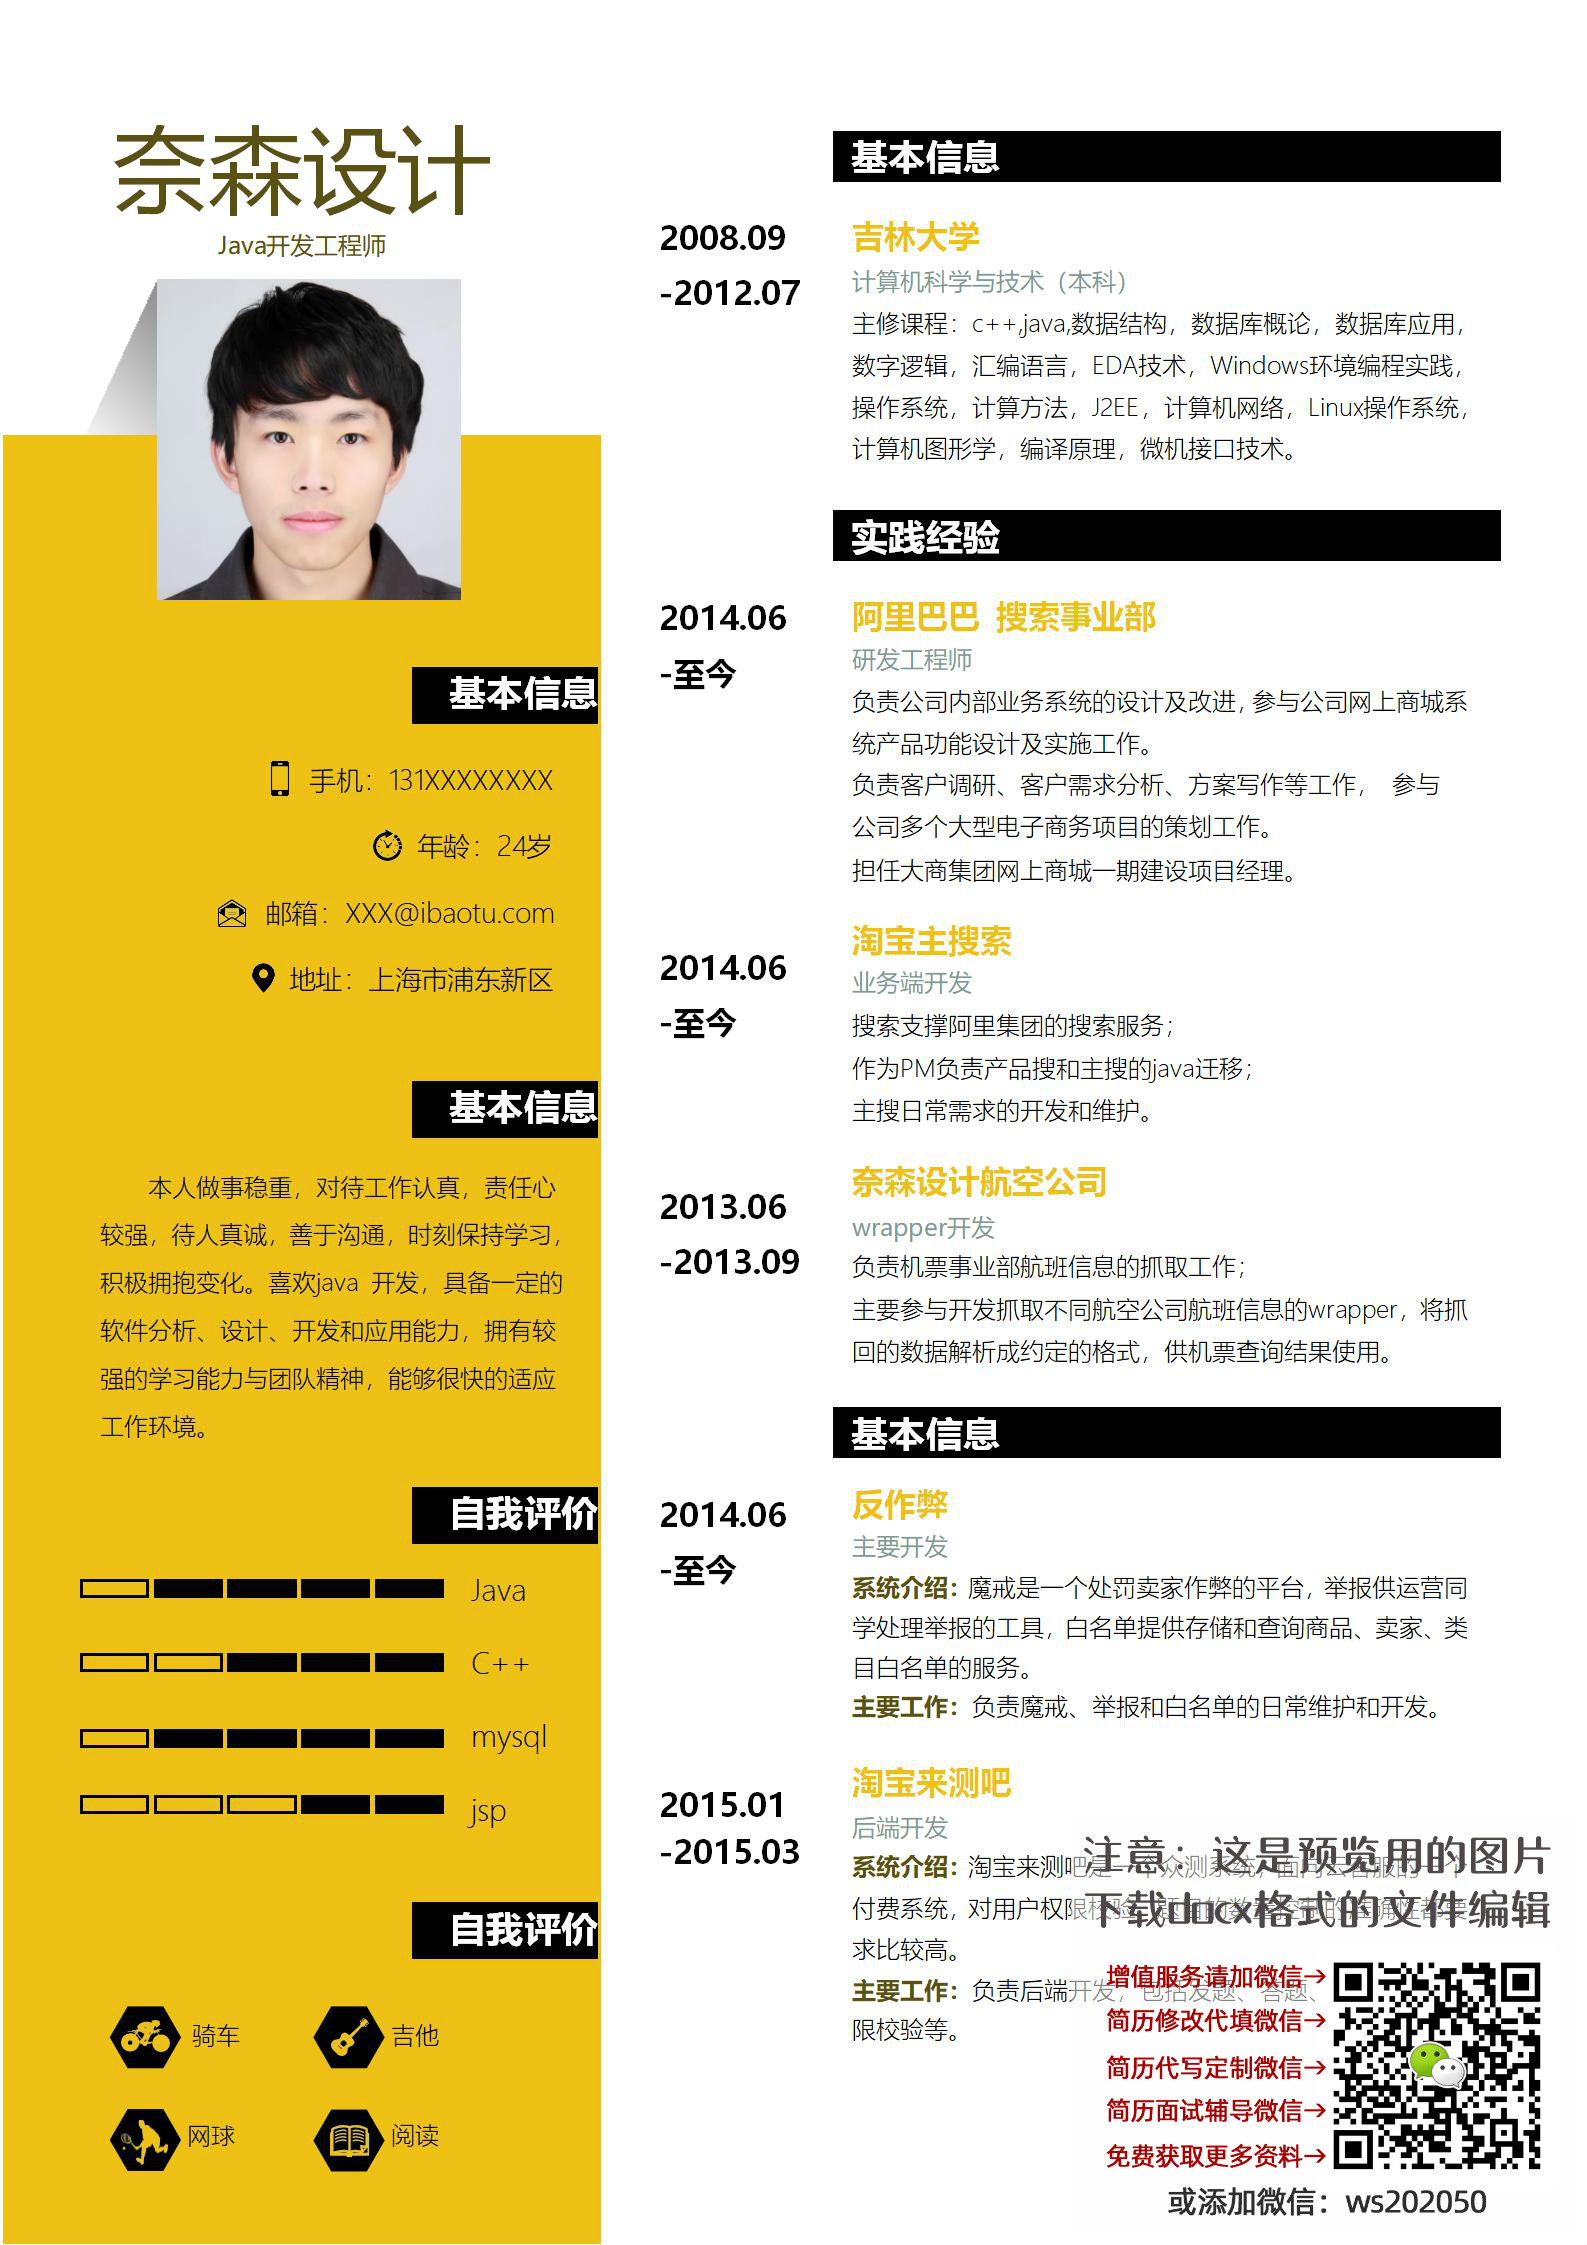 奈森设计
Java开发工程师
基本信息
手机：131XXXXXXXX
年龄：24岁
邮箱：XXX@ibaotu.com
地址：上海市浦东新区
基本信息
本人做事稳重，对待工作认真，责任心
较强，待人真诚，善于沟通，时刻保持学习，
积极拥抱变化。喜欢java 开发，具备一定的
软件分析、设计、开发和应用能力，拥有较
强的学习能力与团队精神，能够很快的适应
工作环境。
自我评价
Java
C++
mysql
jsp
自我评价
骑车
吉他
网球
阅读
基本信息
2008.09
-2012.07
吉林大学
计算机科学与技术（本科）
主修课程：c++,java,数据结构，数据库概论，数据库应用，
数字逻辑，汇编语言，EDA技术，Windows环境编程实践，
操作系统，计算方法，J2EE，计算机网络，Linux操作系统，
计算机图形学，编译原理，微机接口技术。
实践经验
2014.06
-至今
阿里巴巴 搜索事业部
研发工程师
负责公司内部业务系统的设计及改进，参与公司网上商城系
统产品功能设计及实施工作。
负责客户调研、客户需求分析、方案写作等工作， 参与
公司多个大型电子商务项目的策划工作。
担任大商集团网上商城一期建设项目经理。
2014.06
-至今
淘宝主搜索
业务端开发
搜索支撑阿里集团的搜索服务；
作为PM负责产品搜和主搜的java迁移；
主搜日常需求的开发和维护。
2013.06
-2013.09
奈森设计航空公司
wrapper开发
负责机票事业部航班信息的抓取工作；
主要参与开发抓取不同航空公司航班信息的wrapper，将抓
回的数据解析成约定的格式，供机票查询结果使用。
基本信息
2014.06
-至今
反作弊
主要开发
系统介绍：魔戒是一个处罚卖家作弊的平台，举报供运营同
学处理举报的工具，白名单提供存储和查询商品、卖家、类
目白名单的服务。
主要工作：负责魔戒、举报和白名单的日常维护和开发。
2015.01
-2015.03
淘宝来测吧
后端开发
系统介绍：淘宝来测吧是一个众测系统，面向云客服的一个
付费系统，对用户权限校验、题目的数量控制的准确性都要
求比较高。
主要工作：负责后端开发，包括发题、答题、
限校验等。
注意：这是预览用的图片
下载docx格式的文件编辑
增值服务请加微信→
简历修改代填微信→
简历代写定制微信→
简历面试辅导微信→
免费获取更多资料→
或添加微信：ws202050